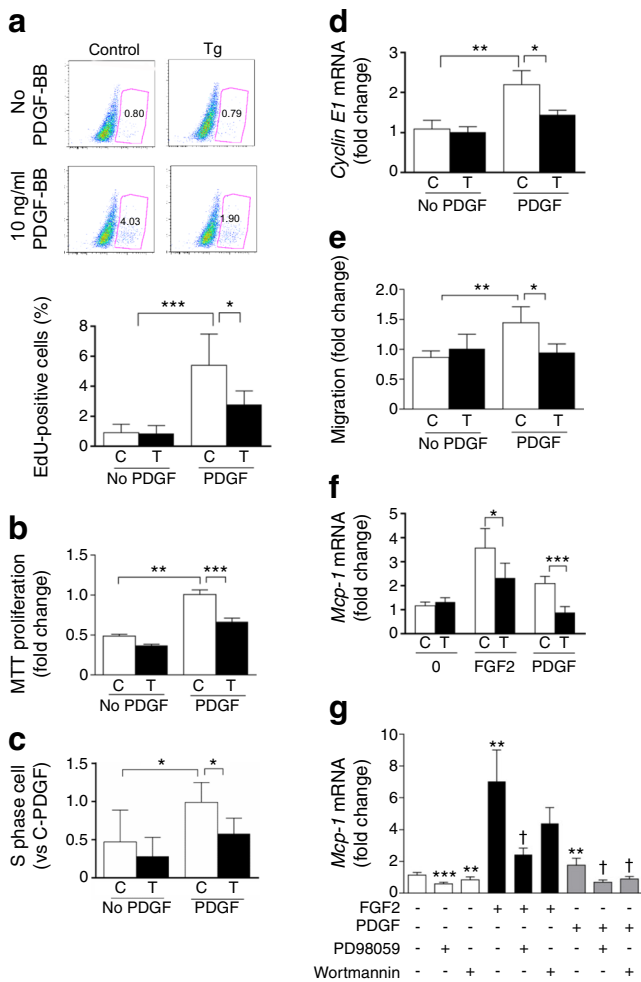 a
Control
Tg
No PDGF-BB
0.80
0.79
10 ng/ml PDGF-BB
4.03
1.90
EdU-positive cells (%)
8
6
4
2
0
***
*
C T C T
No PDGF PDGF
b
MTT proliferation (fold change)
1.5
1.0
0.5
0.0
**
***
C T C T
No PDGF PDGF
c
S phase cell (vs C-PDGF)
1.5
1.0
0.5
0.0
*
*
C T C T
No PDGF PDGF
d
Cyclin E1 mRNA (fold change)
3
2
1
0
**
*
C T C T
No PDGF PDGF
e
Migration (fold change)
2.0
1.5
1.0
0.5
0.0
**
*
C T C T
No PDGF PDGF
f
Mcp-1 mRNA (fold change)
5
4
3
2
1
0
*
***
C T C T C T
0 FGF2 PDGF
g
Mcp-1 mRNA (fold change)
10
8
6
4
2
0
*** ** ** † ** † †
FGF2 - - - + + + - - -
PDGF - - - - - - + + +
PD98059 - + - - + - - + -
Wortmannin - - + - - + - - +